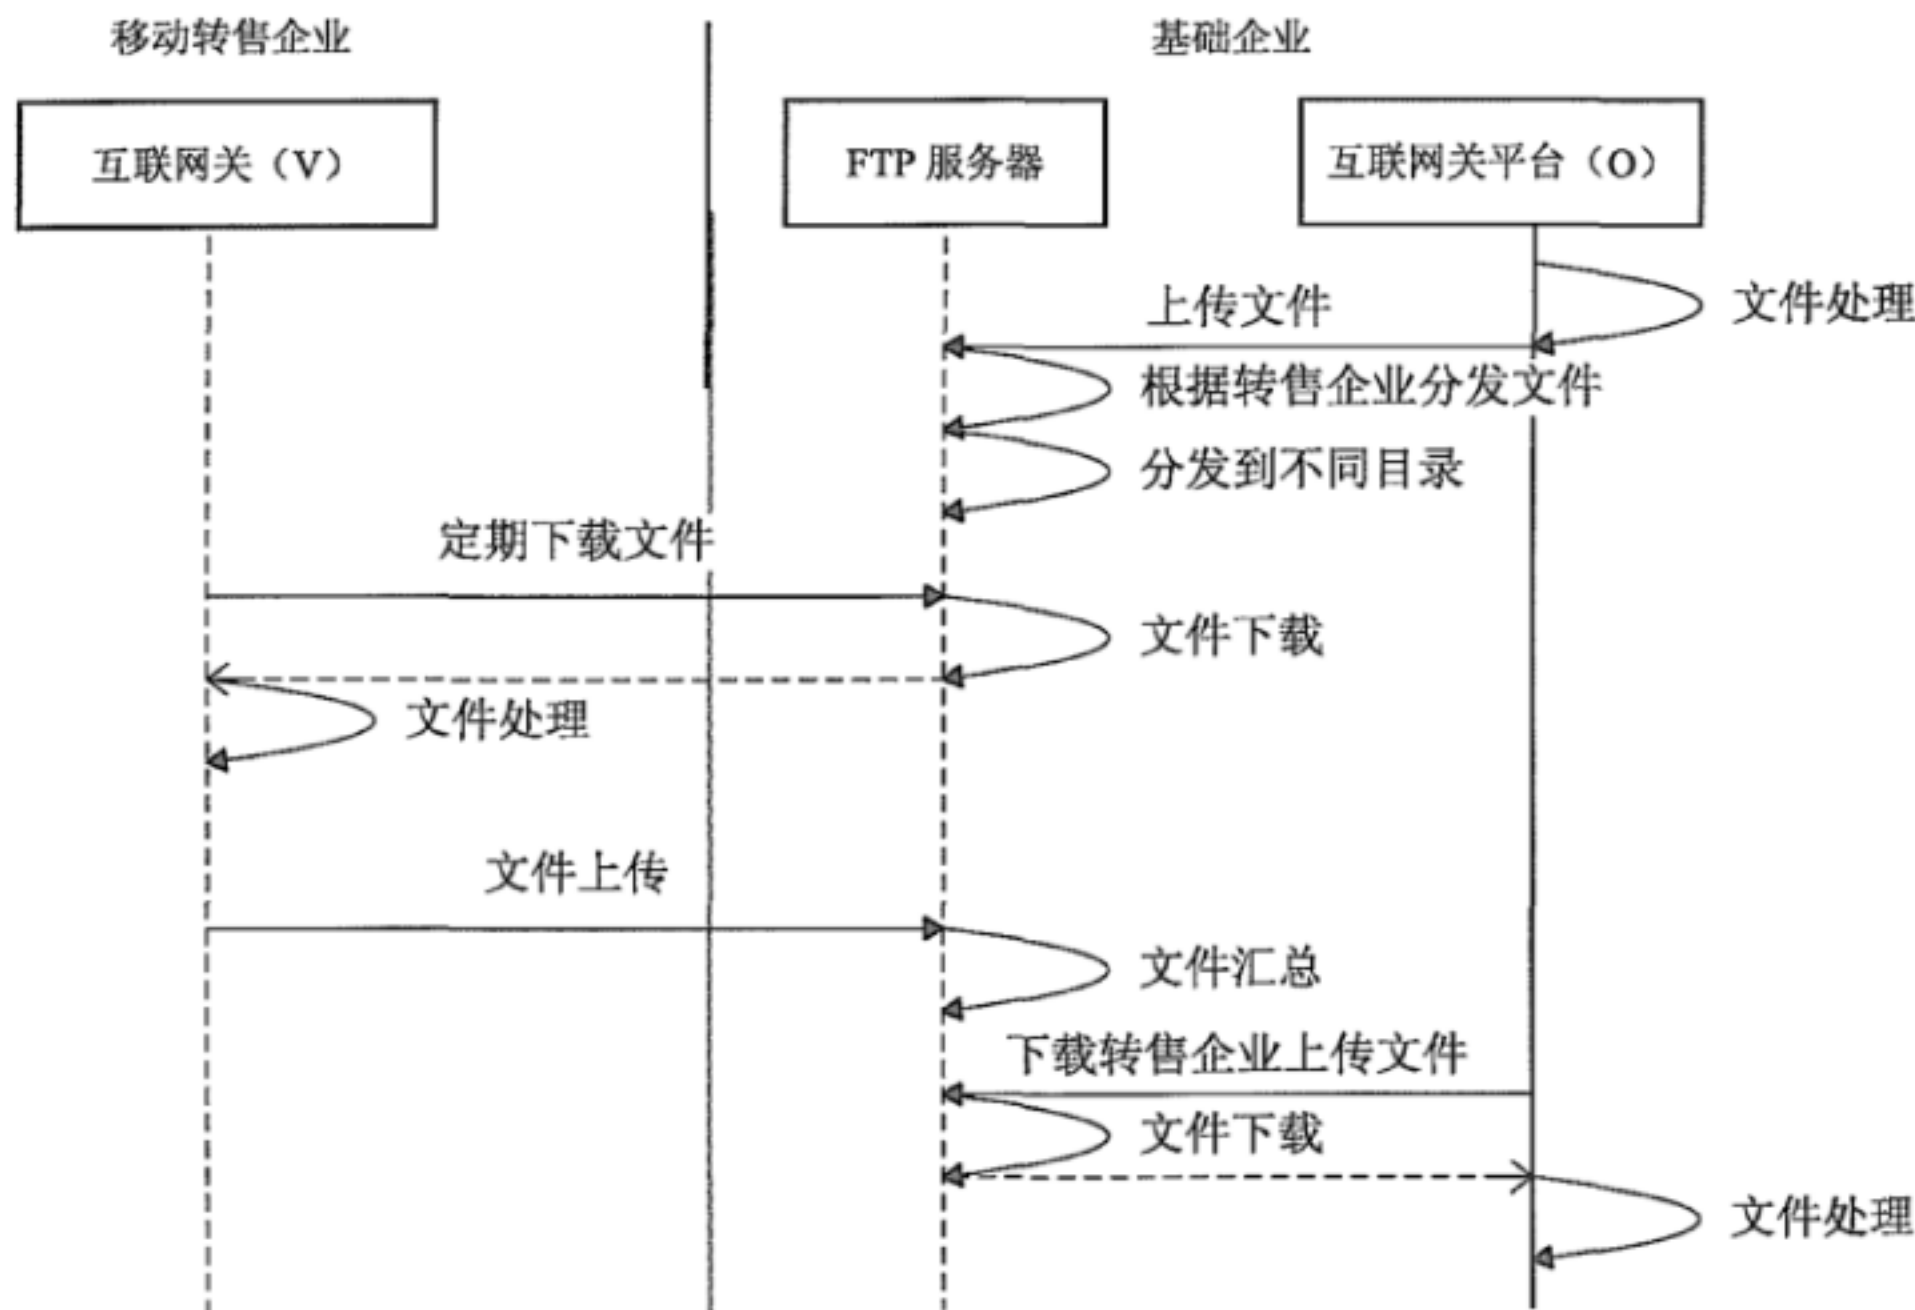 移动转售企业
基础企业
互联网关（V）
FTP 服务器
互联网关平台（O）
文件处理
上传文件
根据转售企业分发文件
分发到不同目录
定期下载文件
文件下载
文件处理
文件上传
文件汇总
下载转售企业上传文件
文件下载
文件处理